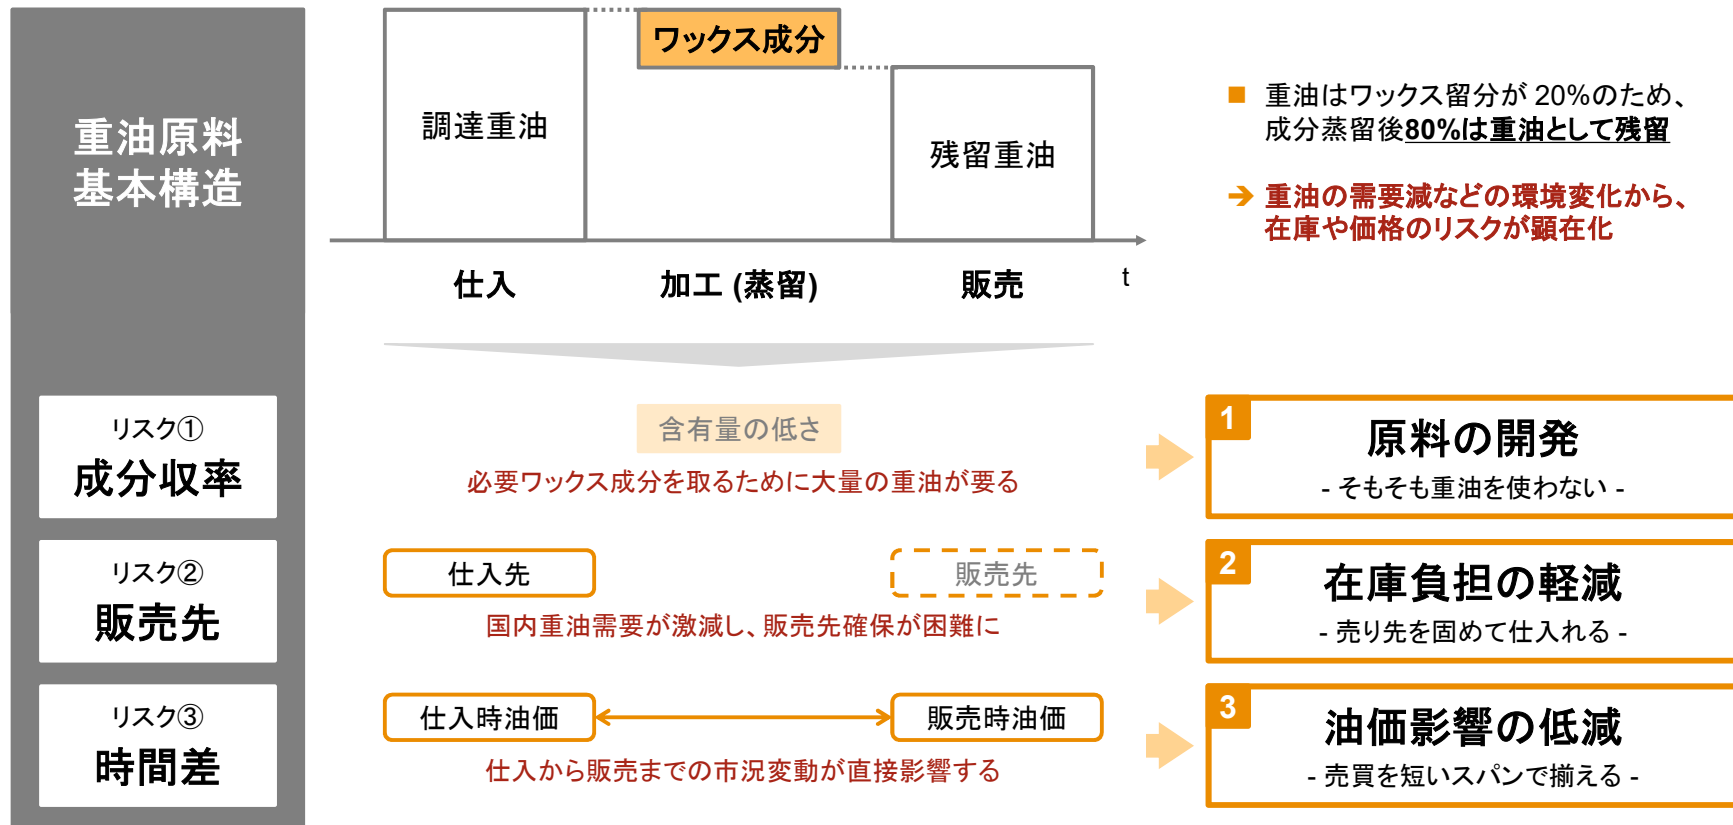 重油原料
基本構造
調達重油
ワックス成分
残留重油
仕入
加工 (蒸留)
販売
t
■ 重油はワックス留分が 20%のため、
成分蒸留後80%は重油として残留
➔ 重油の需要減などの環境変化から、
在庫や価格のリスクが顕在化
リスク①
成分収率
含有量の低さ
必要ワックス成分を取るために大量の重油が要る
1
原料の開発
- そもそも重油を使わない -
リスク②
販売先
仕入先
販売先
国内重油需要が激減し、販売先確保が困難に
2
在庫負担の軽減
- 売り先を固めて仕入れる -
リスク③
時間差
仕入時油価
販売時油価
仕入から販売までの市況変動が直接影響する
3
油価影響の低減
- 売買を短いスパンで揃える -